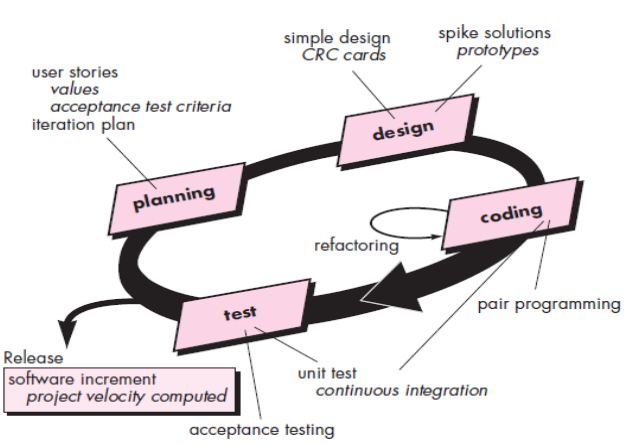 simple design
CRC cards
spike solutions
prototypes
user stories
values
acceptance test criteria
iteration plan
design
planning
coding
refactoring
test
pair programming
Release
software increment
project velocity computed
unit test
continuous integration
acceptance testing